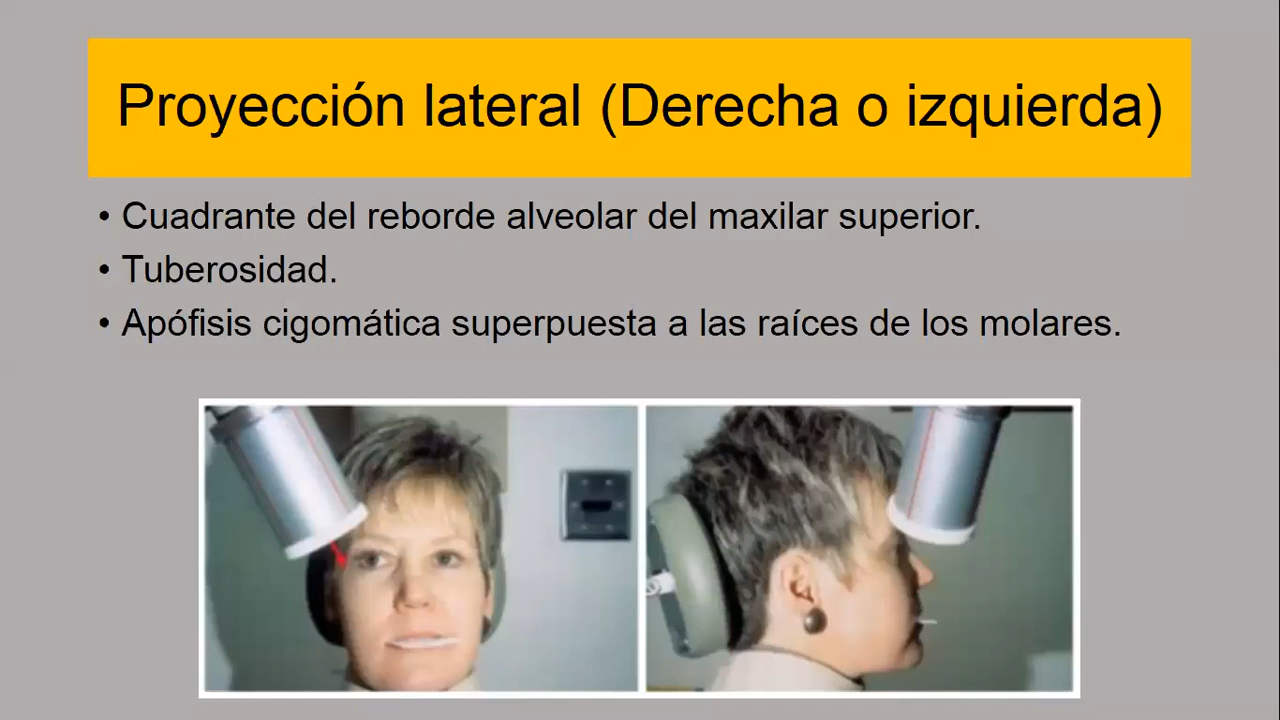 Proyección lateral (Derecha o izquierda)
• Cuadrante del reborde alveolar del maxilar superior.
• Tuberosidad.
• Apófisis cigomática superpuesta a las raíces de los molares.